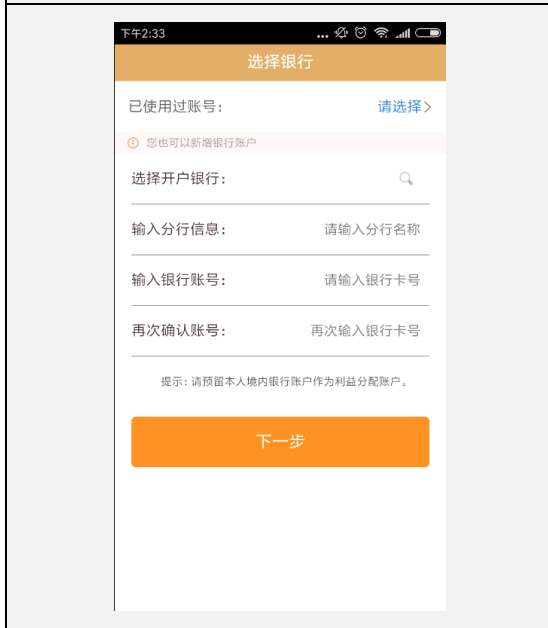 下午2:33
选择银行
已使用过账号: 请选择>
您也可以新增银行账户
选择开户银行:
输入分行信息: 请输入分行名称
输入银行账号: 请输入银行卡号
再次确认账号: 再次输入银行卡号
提示: 请预留本人境内银行账户作为利益分配账户。
下一步